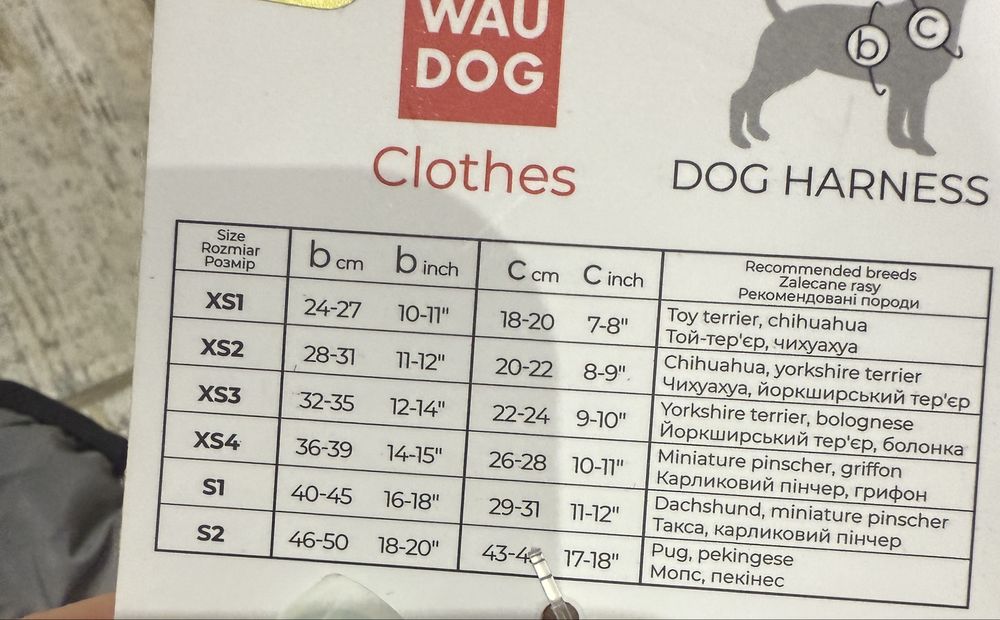 WAU
DOG
Clothes
b
c
DOG HARNESS
Size
Rozmiar
Розмір
b cm b inch
c cm c inch
Recommended breeds
Zalecane rasy
Рекомендовані породи
XS1 24-27 10-11" 18-20 7-8" Toy terrier, chihuahua
Той-тер'єр, чихуахуа
XS2 28-31 11-12" 20-22 8-9" Chihuahua, yorkshire terrier
Чихуахуа, йоркширський тер'єр
XS3 32-35 12-14" 22-24 9-10" Yorkshire terrier, bolognese
Йоркширський тер'єр, болонка
XS4 36-39 14-15" 26-28 10-11" Miniature pinscher, griffon
Карликовий пінчер, грифон
S1 40-45 16-18" 29-31 11-12" Dachshund, miniature pinscher
Такса, карликовий пінчер
S2 46-50 18-20" 17-18" Pug, pekingese
Мопс, пекінес